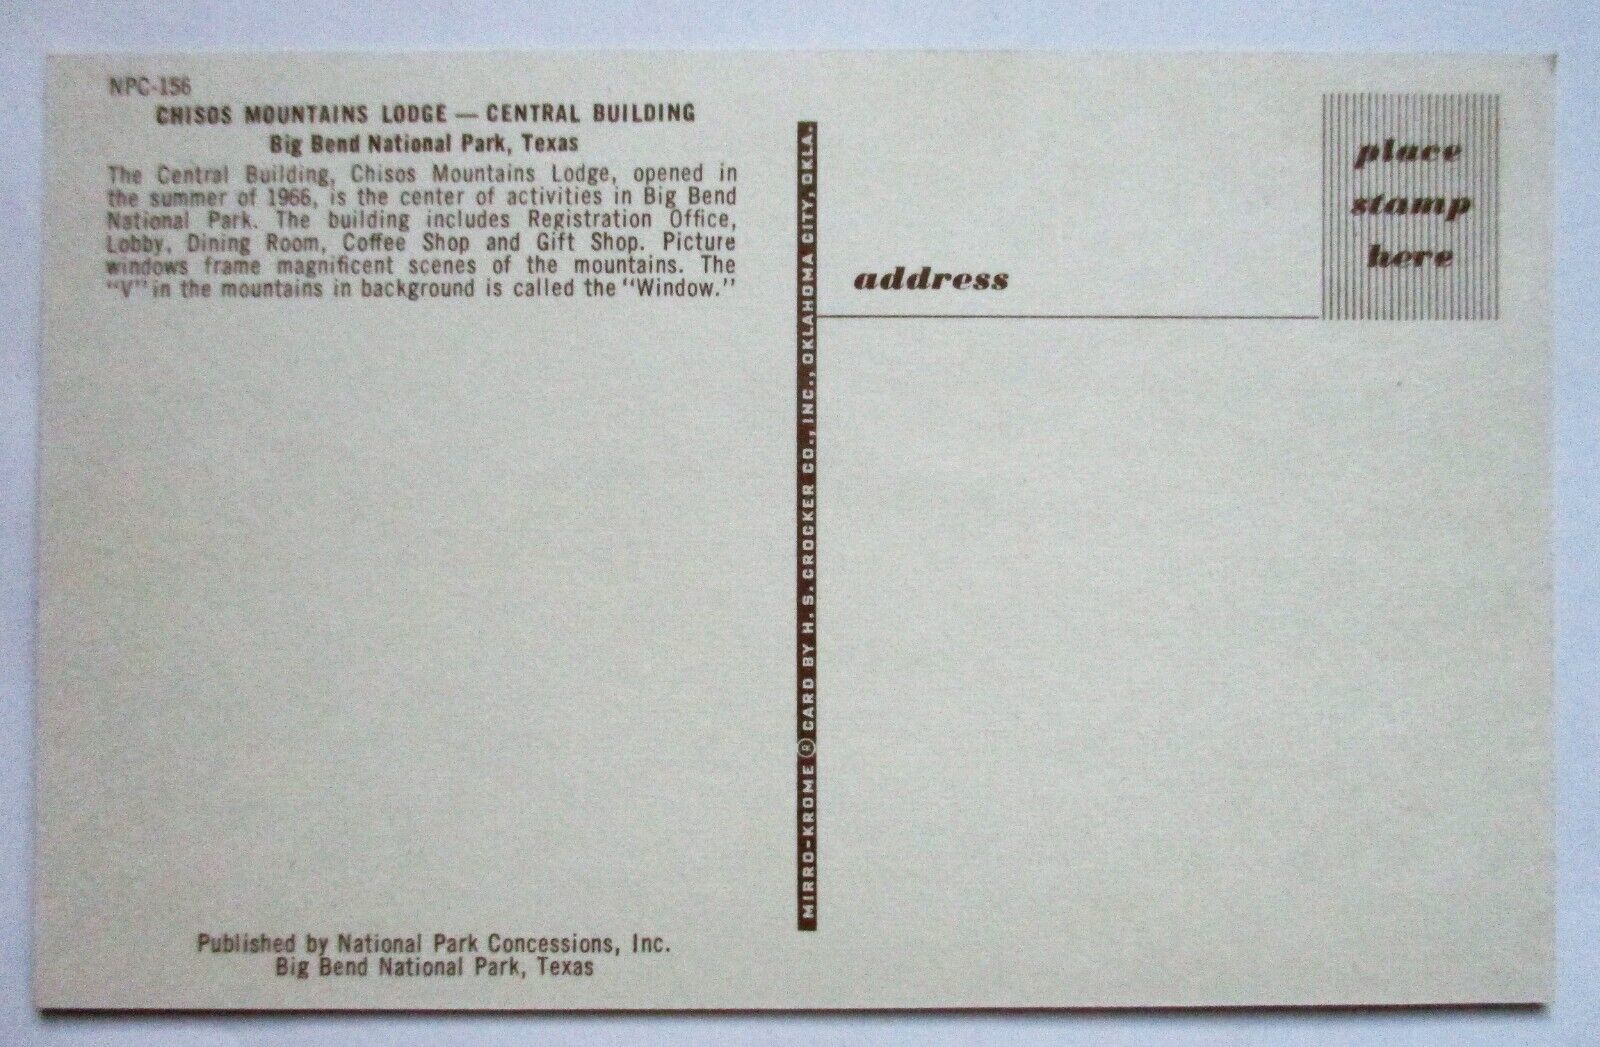 NPC-156
CHISOS MOUNTAINS LODGE — CENTRAL BUILDING
Big Bend National Park, Texas
The Central Building, Chisos Mountains Lodge, opened in
the summer of 1966, is the center of activities in Big Bend
National Park. The building includes Registration Office,
Lobby, Dining Room, Coffee Shop and Gift Shop. Picture
windows frame magnificent scenes of the mountains. The
"V" in the mountains in background is called the "Window."
Published by National Park Concessions, Inc.
Big Bend National Park, Texas
MIRRO-KROME ® CARD BY H. S. CROCKER CO., INC., OKLAHOMA CITY, OKLA.
address
place
stamp
here